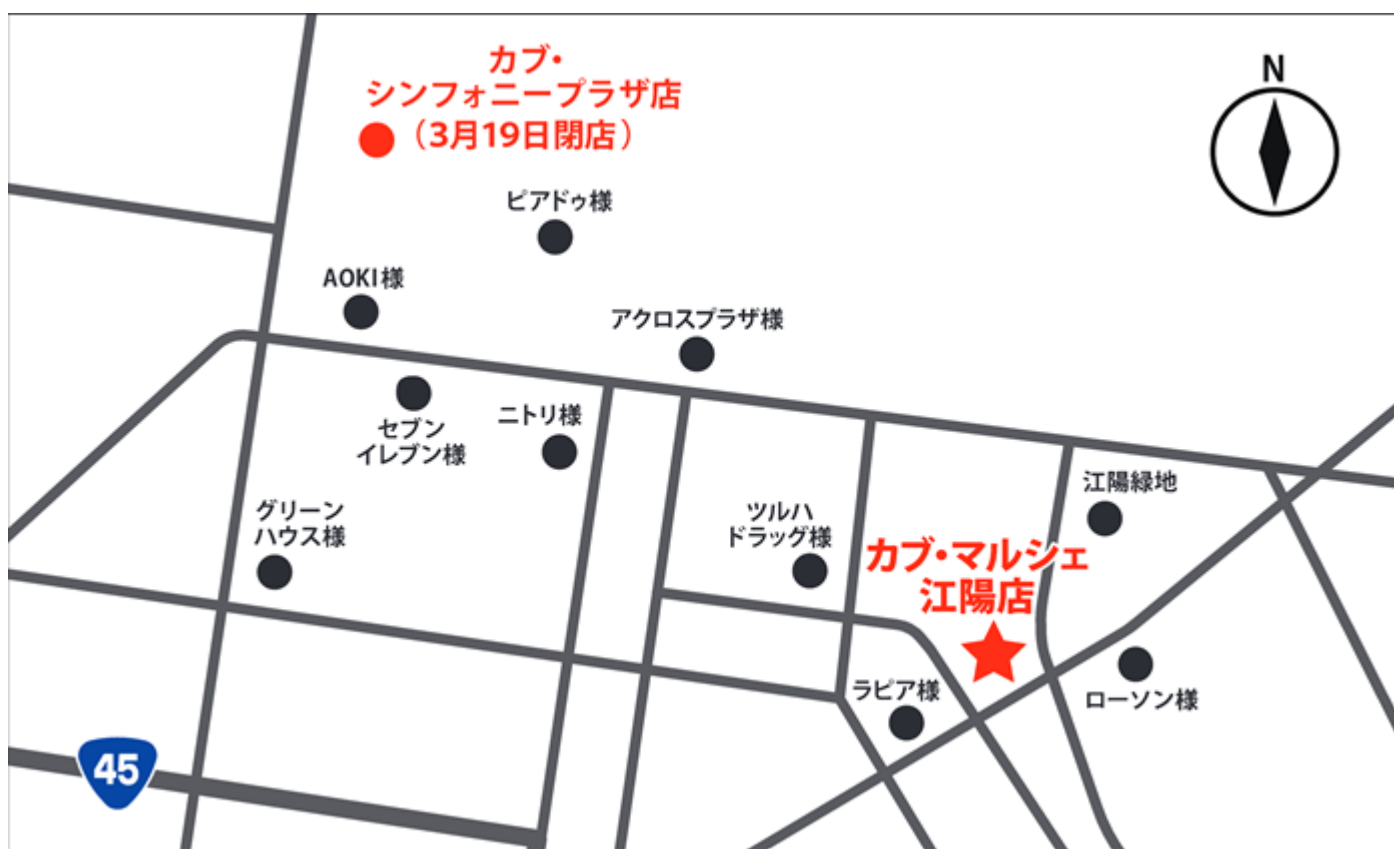 カブ・
シンフォニープラザ店
（3月19日閉店）
N
ピアドゥ様
AOKI様
アクロスプラザ様
セブン
イレブン様
ニトリ様
江陽緑地
グリーン
ハウス様
ツルハ
ドラッグ様
カブ・マルシェ
江陽店
ラピア様
ローソン様
45